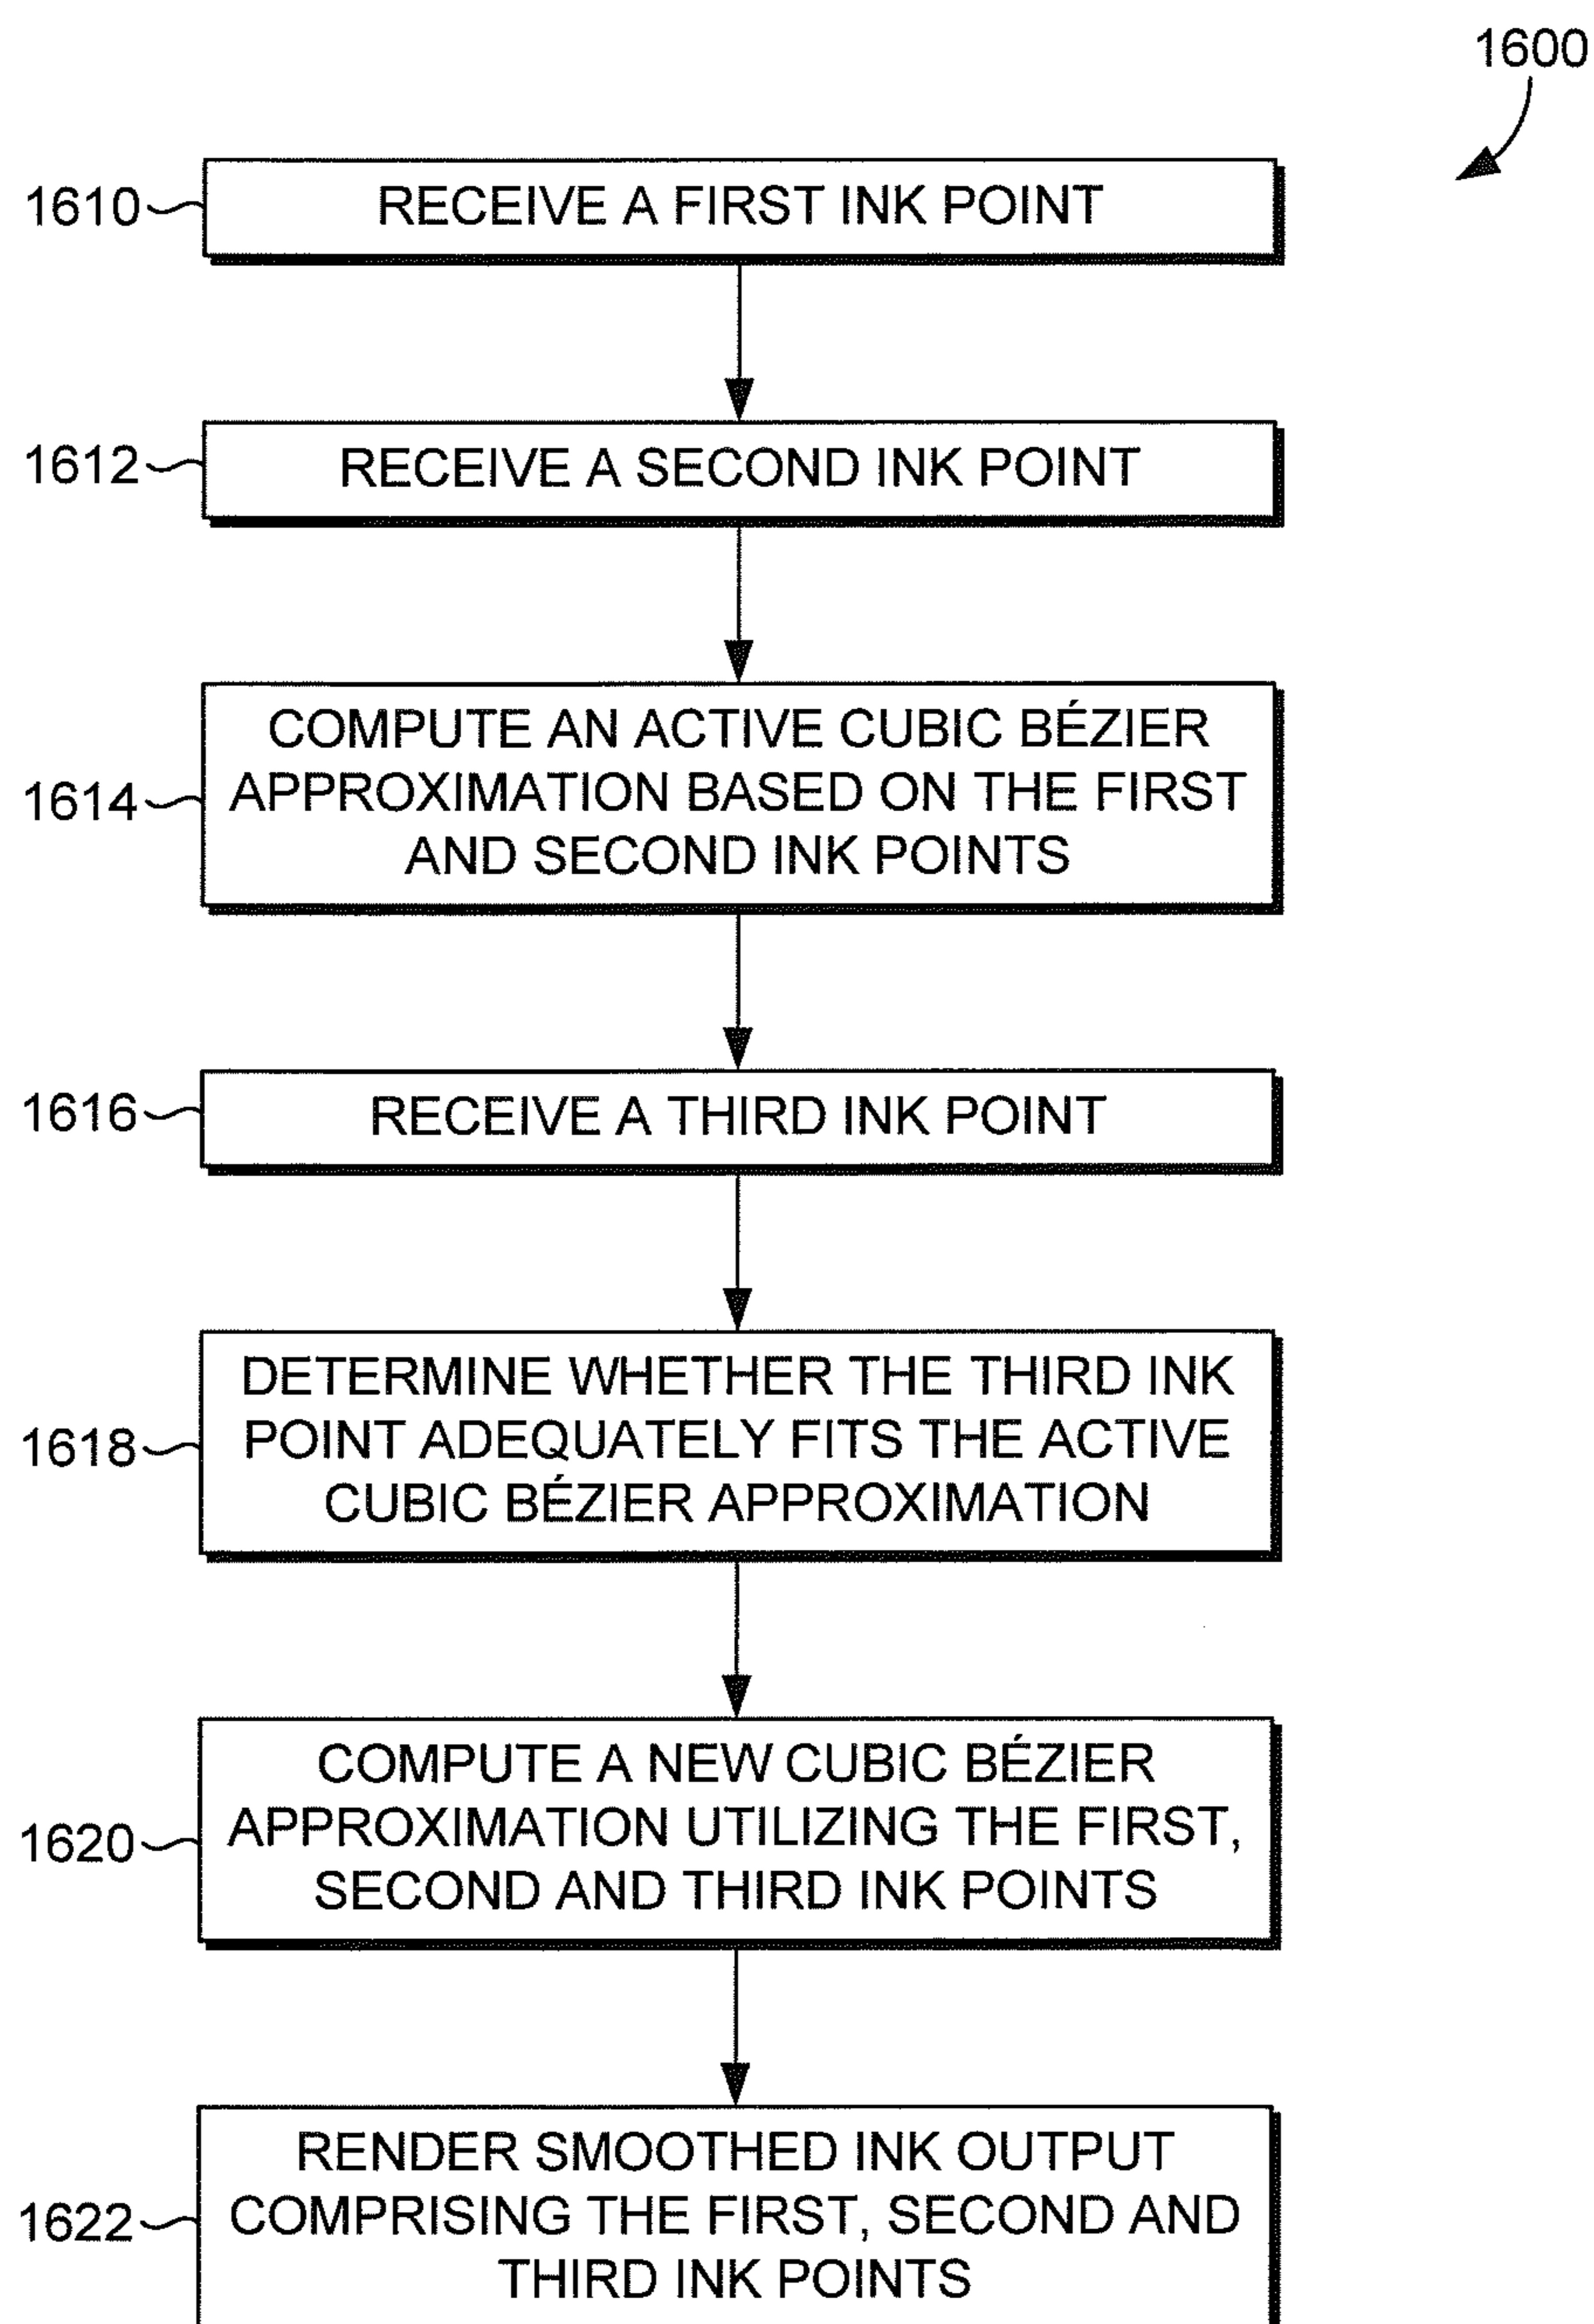 1600
1610
RECEIVE A FIRST INK POINT
1612
RECEIVE A SECOND INK POINT
1614
COMPUTE AN ACTIVE CUBIC BÉZIER
APPROXIMATION BASED ON THE FIRST
AND SECOND INK POINTS
1616
RECEIVE A THIRD INK POINT
1618
DETERMINE WHETHER THE THIRD INK
POINT ADEQUATELY FITS THE ACTIVE
CUBIC BÉZIER APPROXIMATION
1620
COMPUTE A NEW CUBIC BÉZIER
APPROXIMATION UTILIZING THE FIRST,
SECOND AND THIRD INK POINTS
1622
RENDER SMOOTHED INK OUTPUT
COMPRISING THE FIRST, SECOND AND
THIRD INK POINTS